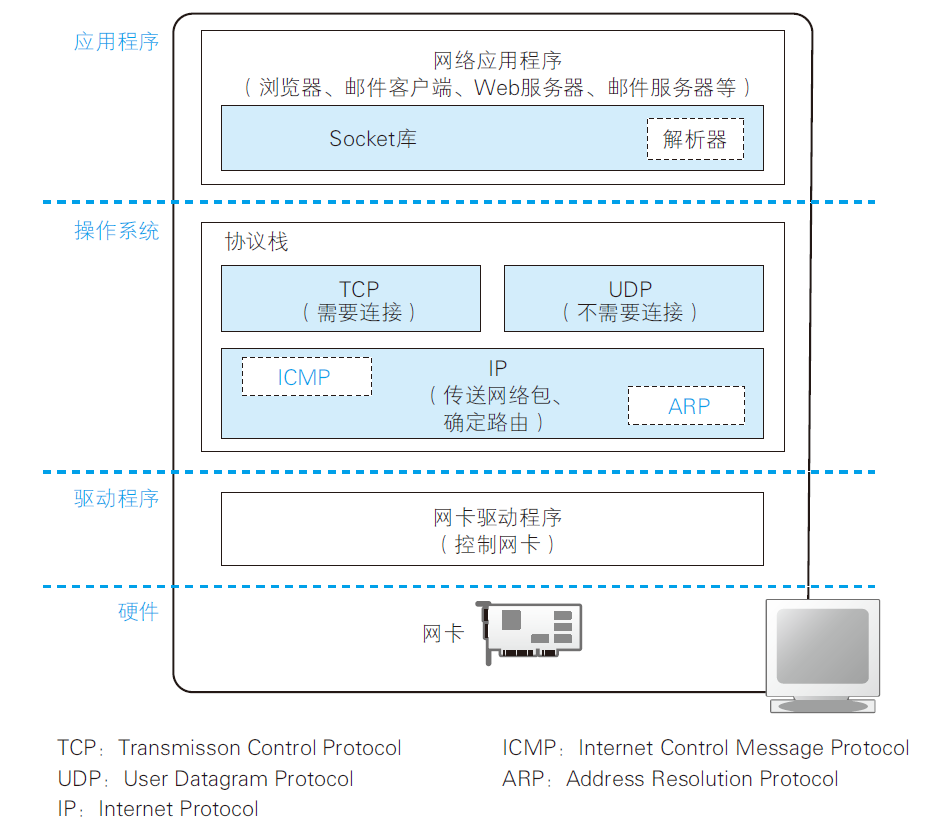 应用程序
网络应用程序
（浏览器、邮件客户端、Web服务器、邮件服务器等）
Socket库
解析器
操作系统
协议栈
TCP
（需要连接）
UDP
（不需要连接）
ICMP
IP
（传送网络包、
确定路由）
ARP
驱动程序
网卡驱动程序
（控制网卡）
硬件
网卡
TCP：Transmisson Control Protocol
UDP：User Datagram Protocol
IP：Internet Protocol
ICMP：Internet Control Message Protocol
ARP：Address Resolution Protocol